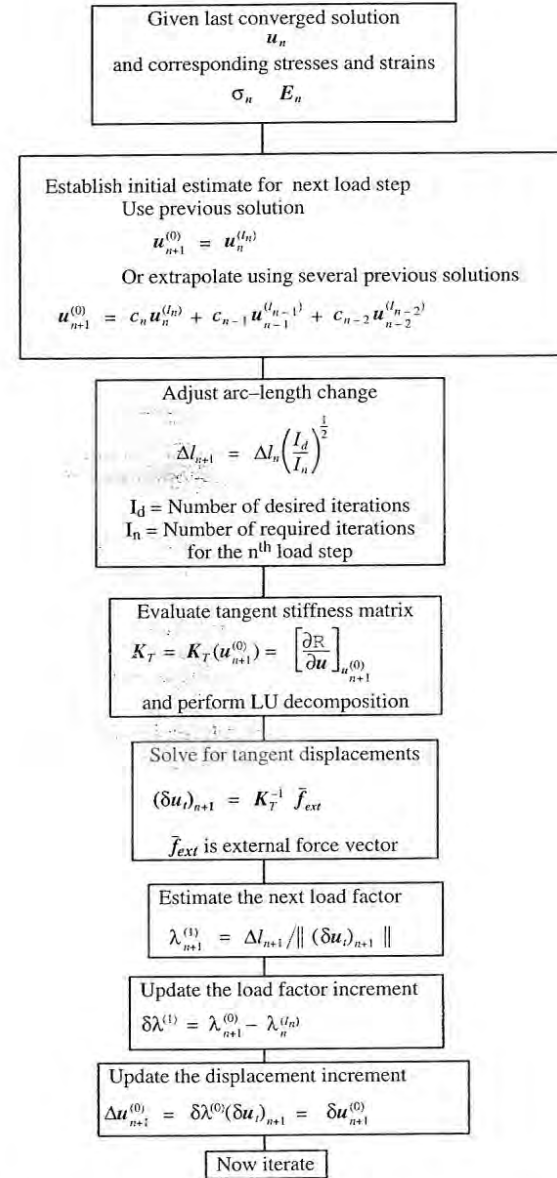 Given last converged solution
uₙ
and corresponding stresses and strains
σₙ Eₙ
Establish initial estimate for next load step
Use previous solution
u_{n+1}^{(0)} = u_n^{(I_n)}
Or extrapolate using several previous solutions
u_{n+1}^{(0)} = c_n u_n^{(I_n)} + c_{n-1} u_{n-1}^{(I_{n-1})} + c_{n-2} u_{n-2}^{(I_{n-2})}
Adjust arc–length change
Δl_{n+1} = Δl_n (I_d / I_n)^{1/2}
I_d = Number of desired iterations
I_n = Number of required iterations
for the n^{th} load step
Evaluate tangent stiffness matrix
K_T = K_T(u_{n+1}^{(0)}) = [∂R/∂u]_{u_{n+1}^{(0)}}
and perform LU decomposition
Solve for tangent displacements
(δu_t)_{n+1} = K_T^{-1} f̄_{ext}
f̄_{ext} is external force vector
Estimate the next load factor
λ_{n+1}^{(1)} = Δl_{n+1}/‖ (δu_t)_{n+1} ‖
Update the load factor increment
δλ^{(1)} = λ_{n+1}^{(0)} – λ_n^{(I_n)}
Update the displacement increment
Δu_{n+1}^{(0)} = δλ^{(0)}(δu_t)_{n+1} = δu_{n+1}^{(0)}
Now iterate